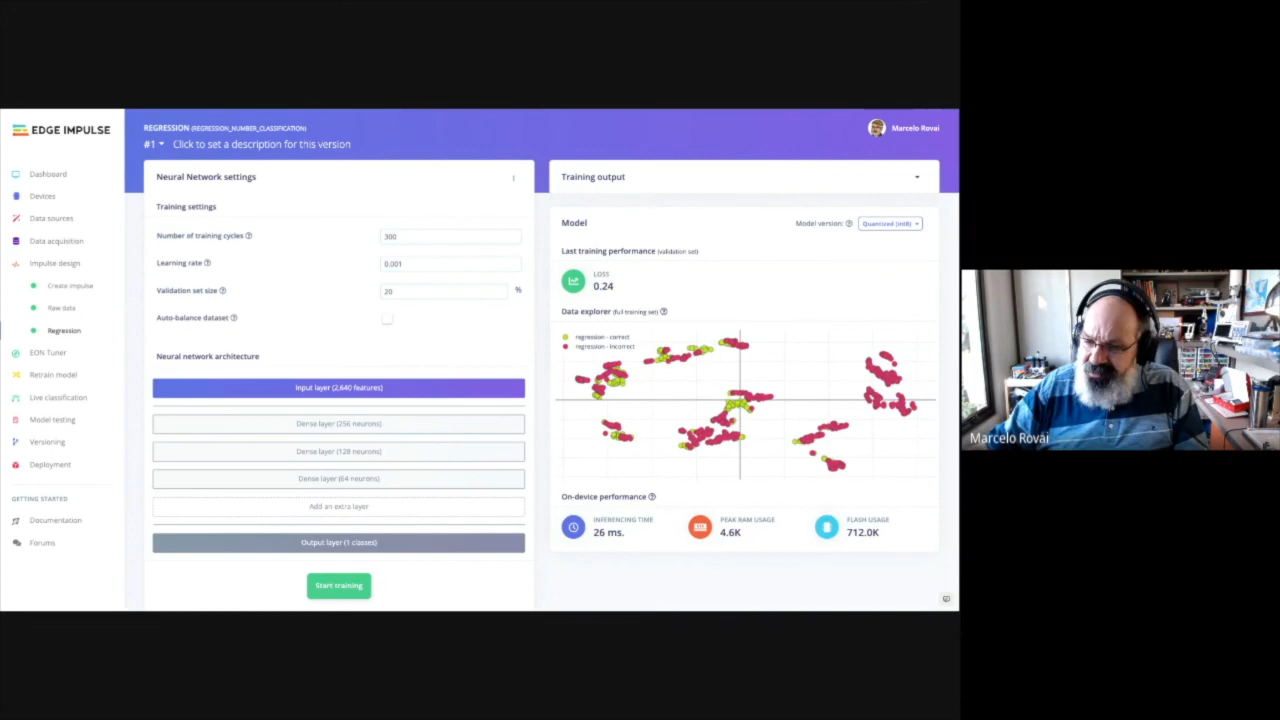 EDGE IMPULSE
Dashboard
Devices
Data sources
Data acquisition
Impulse design
Create impulse
Raw data
Regression
EON Tuner
Retrain model
Live classification
Model testing
Versioning
Deployment
GETTING STARTED
Documentation
Forums
REGRESSION (REGRESSION_NUMBER_CLASSIFICATION)
#1 Click to set a description for this version
Marcelo Rovai
Neural Network settings
Training settings
Number of training cycles 300
Learning rate 0.001
Validation set size 20 %
Auto-balance dataset
Neural network architecture
Input layer (2,640 features)
Dense layer (256 neurons)
Dense layer (128 neurons)
Dense layer (64 neurons)
Add an extra layer
Output layer (1 classes)
Start training
Training output
Model
Model version: Quantized (int8)
Last training performance (validation set)
LOSS
0.24
Data explorer (full training set)
regression - correct
regression - incorrect
On-device performance
INFERENCING TIME
26 ms.
PEAK RAM USAGE
4.6K
FLASH USAGE
712.0K
Marcelo Rovai